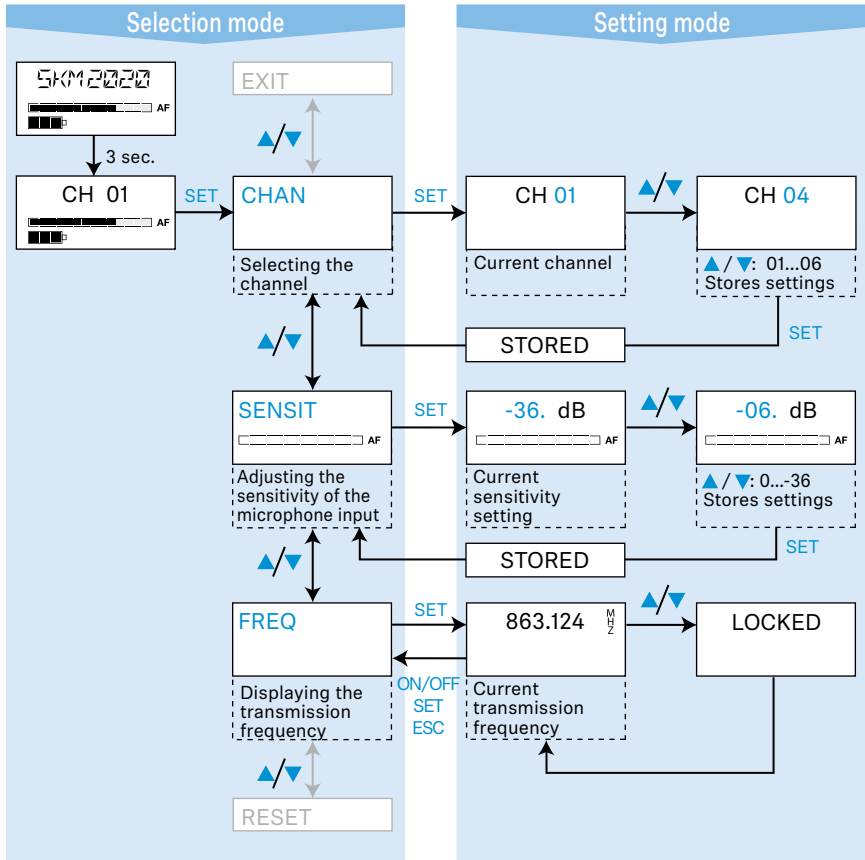 Selection mode
Setting mode
SKM2020
AF
3 sec.
CH 01
AF
SET
EXIT
▲/▼
CHAN
Selecting the
channel
SET
CH 01
Current channel
▲/▼
CH 04
▲ / ▼: 01...06
Stores settings
SET
STORED
▲/▼
SENSIT
AF
Adjusting the
sensitivity of the
microphone input
SET
-36. dB
AF
Current
sensitivity
setting
▲/▼
-06. dB
AF
▲ / ▼: 0...-36
Stores settings
SET
STORED
▲/▼
FREQ
Displaying the
transmission
frequency
SET
ON/OFF
SET
ESC
863.124 MHZ
Current
transmission
frequency
▲/▼
LOCKED
▲/▼
RESET